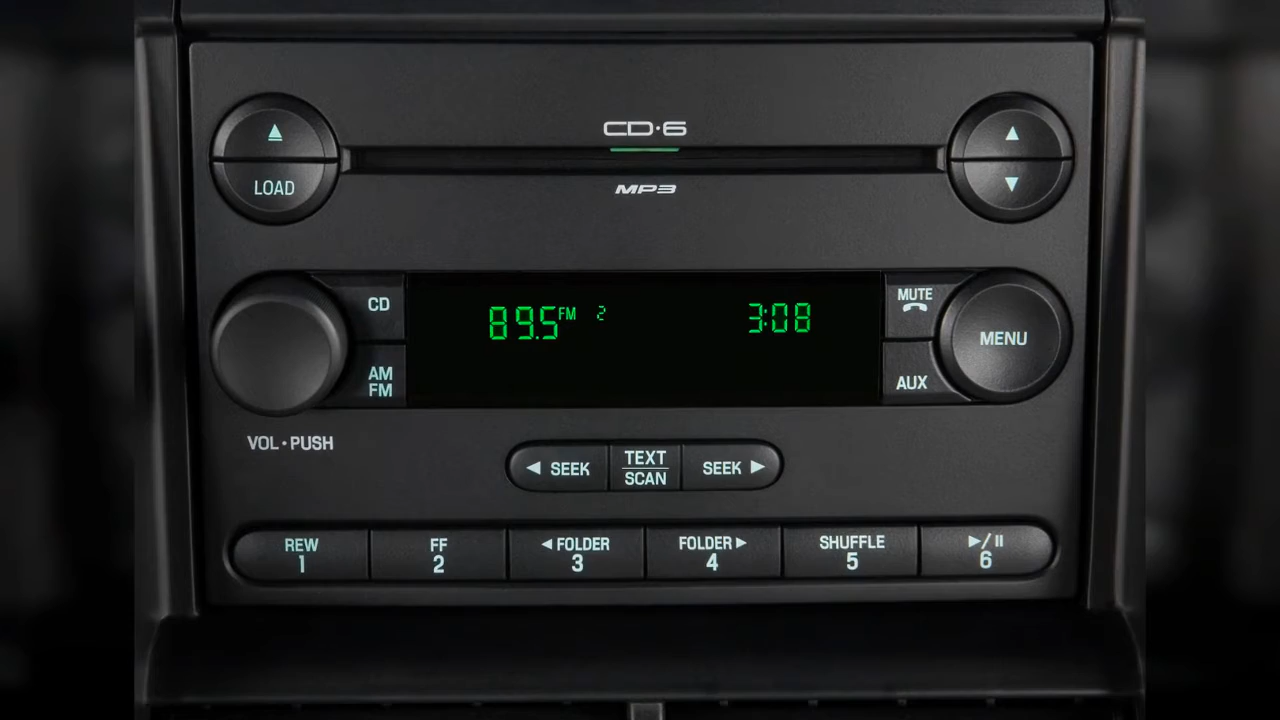 CD·6
LOAD
MP3
CD
89.5 FM 2
3:08
MUTE
AM
FM
AUX
MENU
VOL•PUSH
◀ SEEK
TEXT
SCAN
SEEK ▶
REW
1
FF
2
◀FOLDER
3
FOLDER▶
4
SHUFFLE
5
▶/II
6